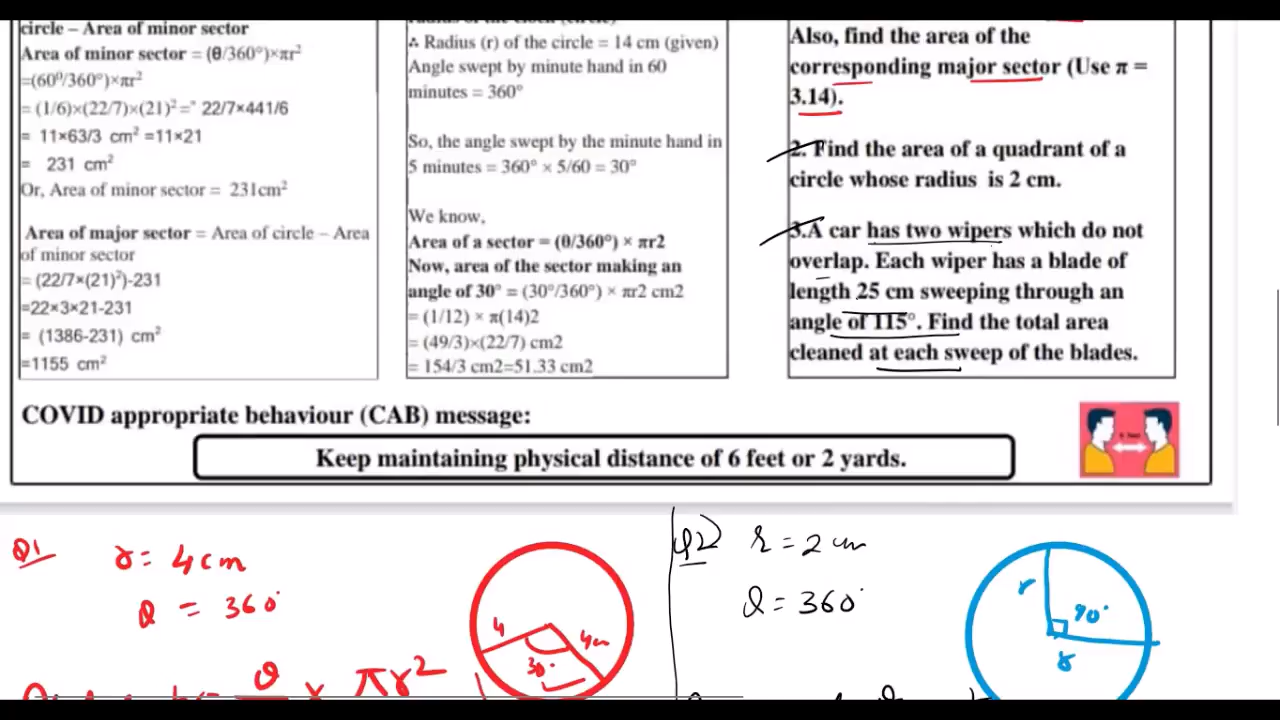 circle – Area of minor sector
Area of minor sector = (θ/360°)×πr²
=(60⁰/360°)×πr²
= (1/6)×(22/7)×(21)² =" 22/7×441/6
= 11×63/3 cm² =11×21
= 231 cm²
Or, Area of minor sector = 231cm²
Area of major sector = Area of circle – Area
of minor sector
= (22/7×(21)²)-231
=22×3×21-231
= (1386-231) cm²
=1155 cm²
∴ Radius (r) of the circle = 14 cm (given)
Angle swept by minute hand in 60
minutes = 360°
So, the angle swept by the minute hand in
5 minutes = 360° × 5/60 = 30°
We know,
Area of a sector = (θ/360°) × πr2
Now, area of the sector making an
angle of 30° = (30°/360°) × πr2 cm2
= (1/12) × π(14)2
= (49/3)×(22/7) cm2
= 154/3 cm2=51.33 cm2
Also, find the area of the
corresponding major sector (Use π =
3.14).
2. Find the area of a quadrant of a
circle whose radius is 2 cm.
3.A car has two wipers which do not
overlap. Each wiper has a blade of
length 25 cm sweeping through an
angle of 115°. Find the total area
cleaned at each sweep of the blades.
COVID appropriate behaviour (CAB) message:
Keep maintaining physical distance of 6 feet or 2 yards.
Q1
r = 4cm
θ = 360°
4
4cm
30°
θ × πr²
Q2)
r = 2 cm
θ = 360°
r
90°
r